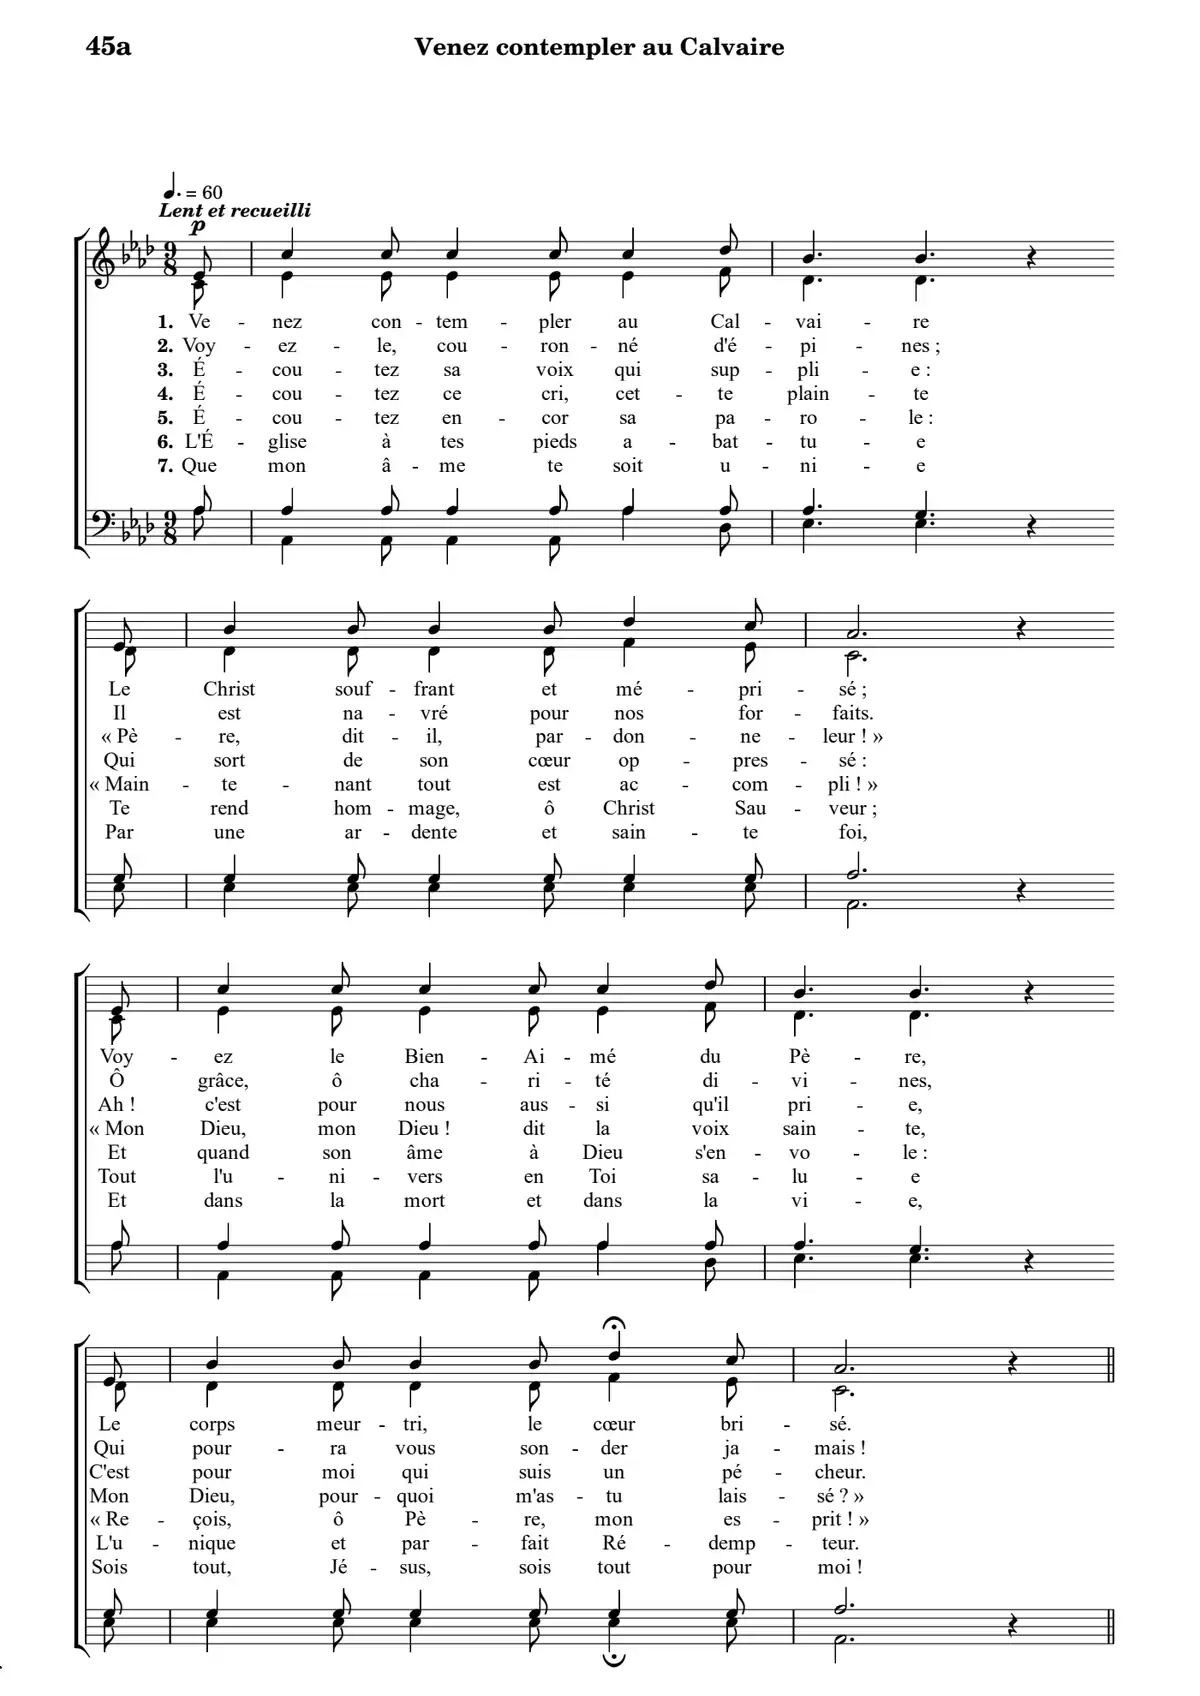 45a Venez contempler au Calvaire
♩. = 60
Lent et recueilli
p
1. Ve - nez con - tem - pler au Cal - vai - re
2. Voy - ez - le, cou - ron - né d'é - pi - nes ;
3. É - cou - tez sa voix qui sup - pli - e :
4. É - cou - tez ce cri, cet - te plain - te
5. É - cou - tez en - cor sa pa - ro - le :
6. L'É - glise à tes pieds a - bat - tu - e
7. Que mon â - me te soit u - ni - e
Le Christ souf - frant et mé - pri - sé ;
Il est na - vré pour nos for - faits.
« Pè - re, dit - il, par - don - ne - leur ! »
Qui sort de son cœur op - pres - sé :
« Main - te - nant tout est ac - com - pli ! »
Te rend hom - mage, ô Christ Sau - veur ;
Par une ar - dente et sain - te foi,
Voy - ez le Bien - Ai - mé du Pè - re,
Ô grâce, ô cha - ri - té di - vi - nes,
Ah ! c'est pour nous aus - si qu'il pri - e,
« Mon Dieu, mon Dieu ! dit la voix sain - te,
Et quand son âme à Dieu s'en - vo - le :
Tout l'u - ni - vers en Toi sa - lu - e
Et dans la mort et dans la vi - e,
Le corps meur - tri, le cœur bri - sé.
Qui pour - ra vous son - der ja - mais !
C'est pour moi qui suis un pé - cheur.
Mon Dieu, pour - quoi m'as - tu lais - sé ? »
« Re - çois, ô Pè - re, mon es - prit ! »
L'u - nique et par - fait Ré - demp - teur.
Sois tout, Jé - sus, sois tout pour moi !